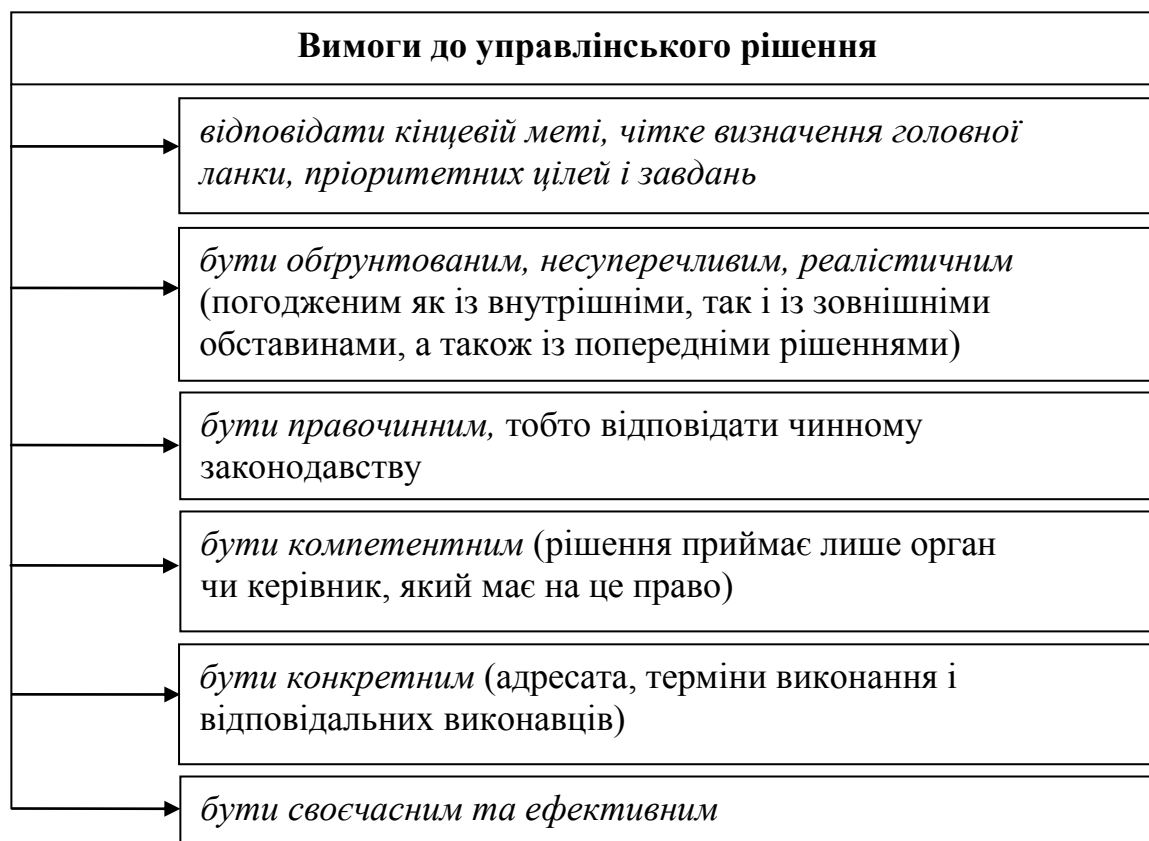 Вимоги до управлінського рішення
відповідати кінцевій меті, чітке визначення головної
ланки, пріоритетних цілей і завдань
бути обґрунтованим, несуперечливим, реалістичним
(погодженим як із внутрішніми, так і із зовнішніми
обставинами, а також із попередніми рішеннями)
бути правочинним, тобто відповідати чинному
законодавству
бути компетентним (рішення приймає лише орган
чи керівник, який має на це право)
бути конкретним (адресата, терміни виконання і
відповідальних виконавців)
бути своєчасним та ефективним